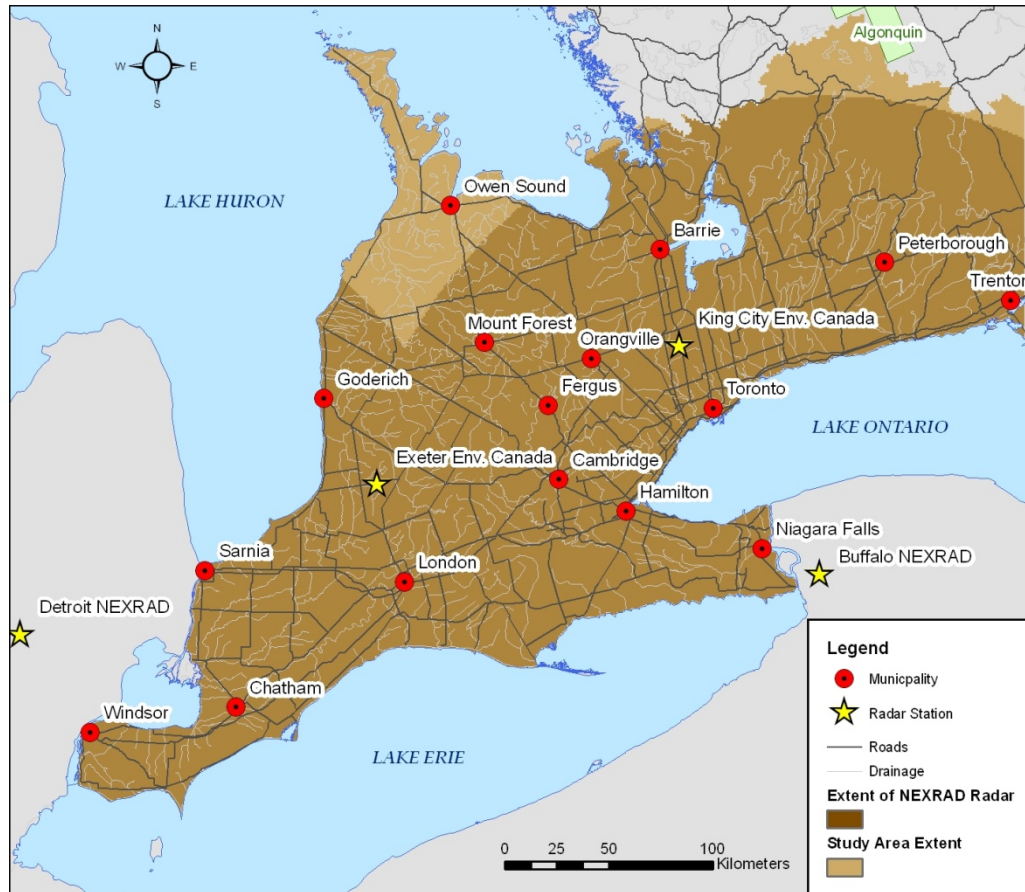 Algonquin
N
W E
S
Owen Sound
LAKE HURON
Barrie
Peterborough
Trenton
King City Env. Canada
Mount Forest
Orangville
Goderich
Fergus
Toronto
LAKE ONTARIO
Exeter Env. Canada
Cambridge
Hamilton
Niagara Falls
Buffalo NEXRAD
Sarnia
London
Detroit NEXRAD
Chatham
Windsor
LAKE ERIE
Legend
Municpality
Radar Station
Roads
Drainage
Extent of NEXRAD Radar
Study Area Extent
0 25 50 100
Kilometers